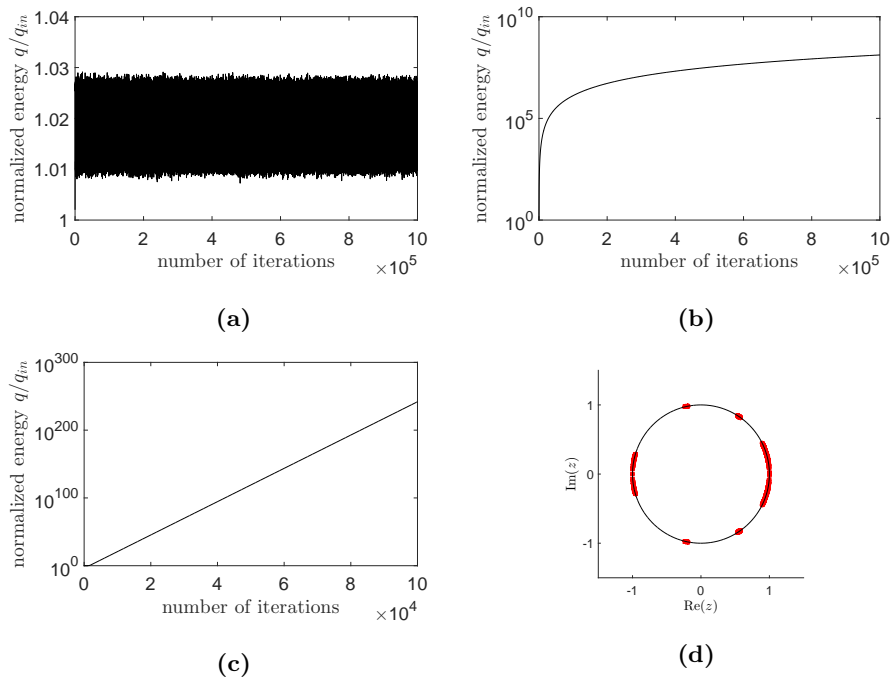 1.04
1.03
1.02
1.01
1
normalized energy q/q_in
0 2 4 6 8 10
×10^5
number of iterations
(a)
10^10
10^5
10^0
normalized energy q/q_in
0 2 4 6 8 10
×10^5
number of iterations
(b)
10^300
10^200
10^100
10^0
normalized energy q/q_in
0 2 4 6 8 10
×10^4
number of iterations
(c)
1
0
-1
Im(z)
-1 0 1
Re(z)
(d)